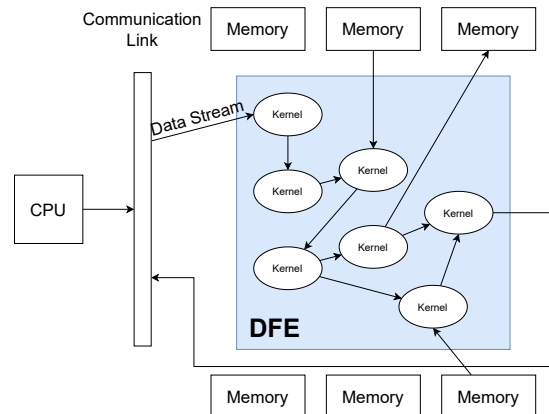 Communication
Link
Memory
Memory
Memory
Data Stream
Kernel
Kernel
Kernel
CPU
Kernel
Kernel
Kernel
Kernel
DFE
Memory
Memory
Memory